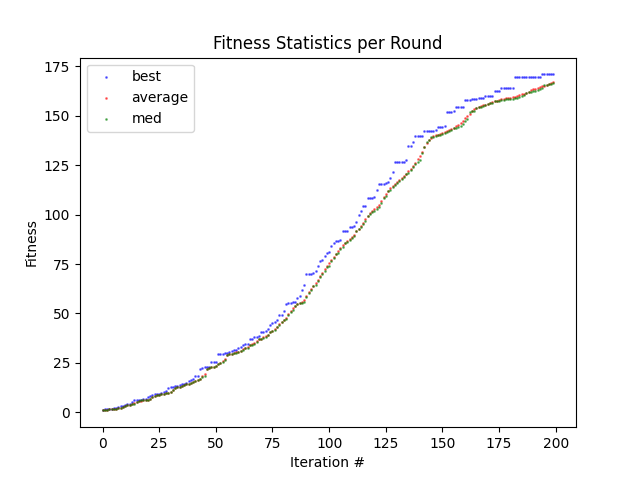 Fitness Statistics per Round
best
average
med
175
150
125
100
75
50
25
0
Fitness
0 25 50 75 100 125 150 175 200
Iteration #